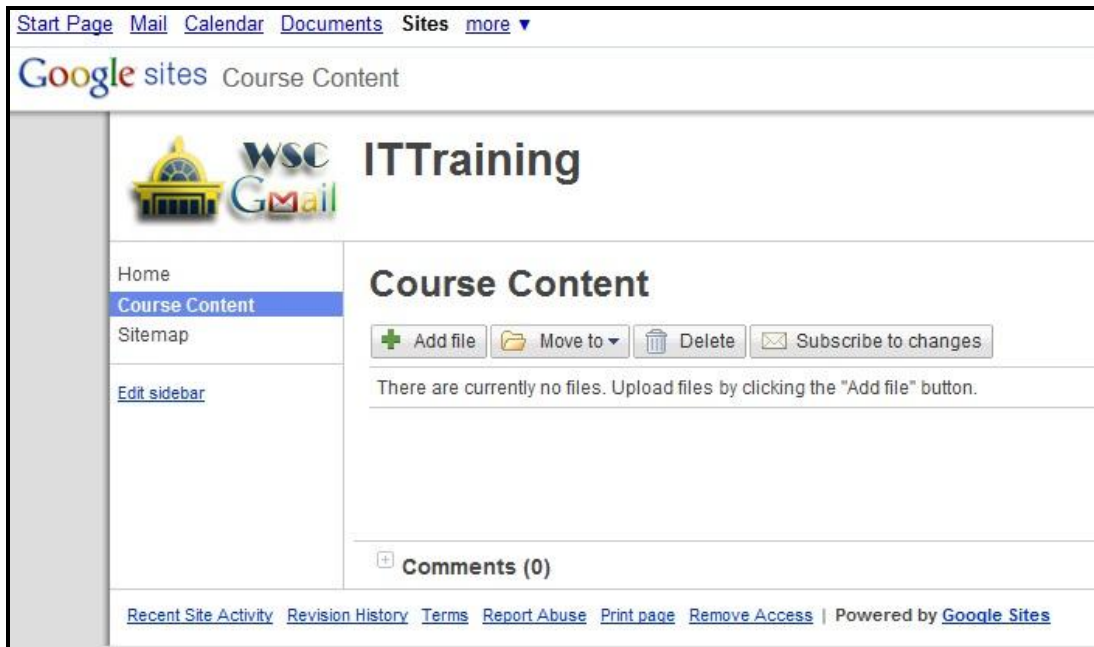 Start Page Mail Calendar Documents Sites more ▼
Google sites Course Content
WSC
Gmail
ITTraining
Home
Course Content
Sitemap
Edit sidebar
Course Content
Add file Move to Delete Subscribe to changes
There are currently no files. Upload files by clicking the "Add file" button.
Comments (0)
Recent Site Activity Revision History Terms Report Abuse Print page Remove Access | Powered by Google Sites